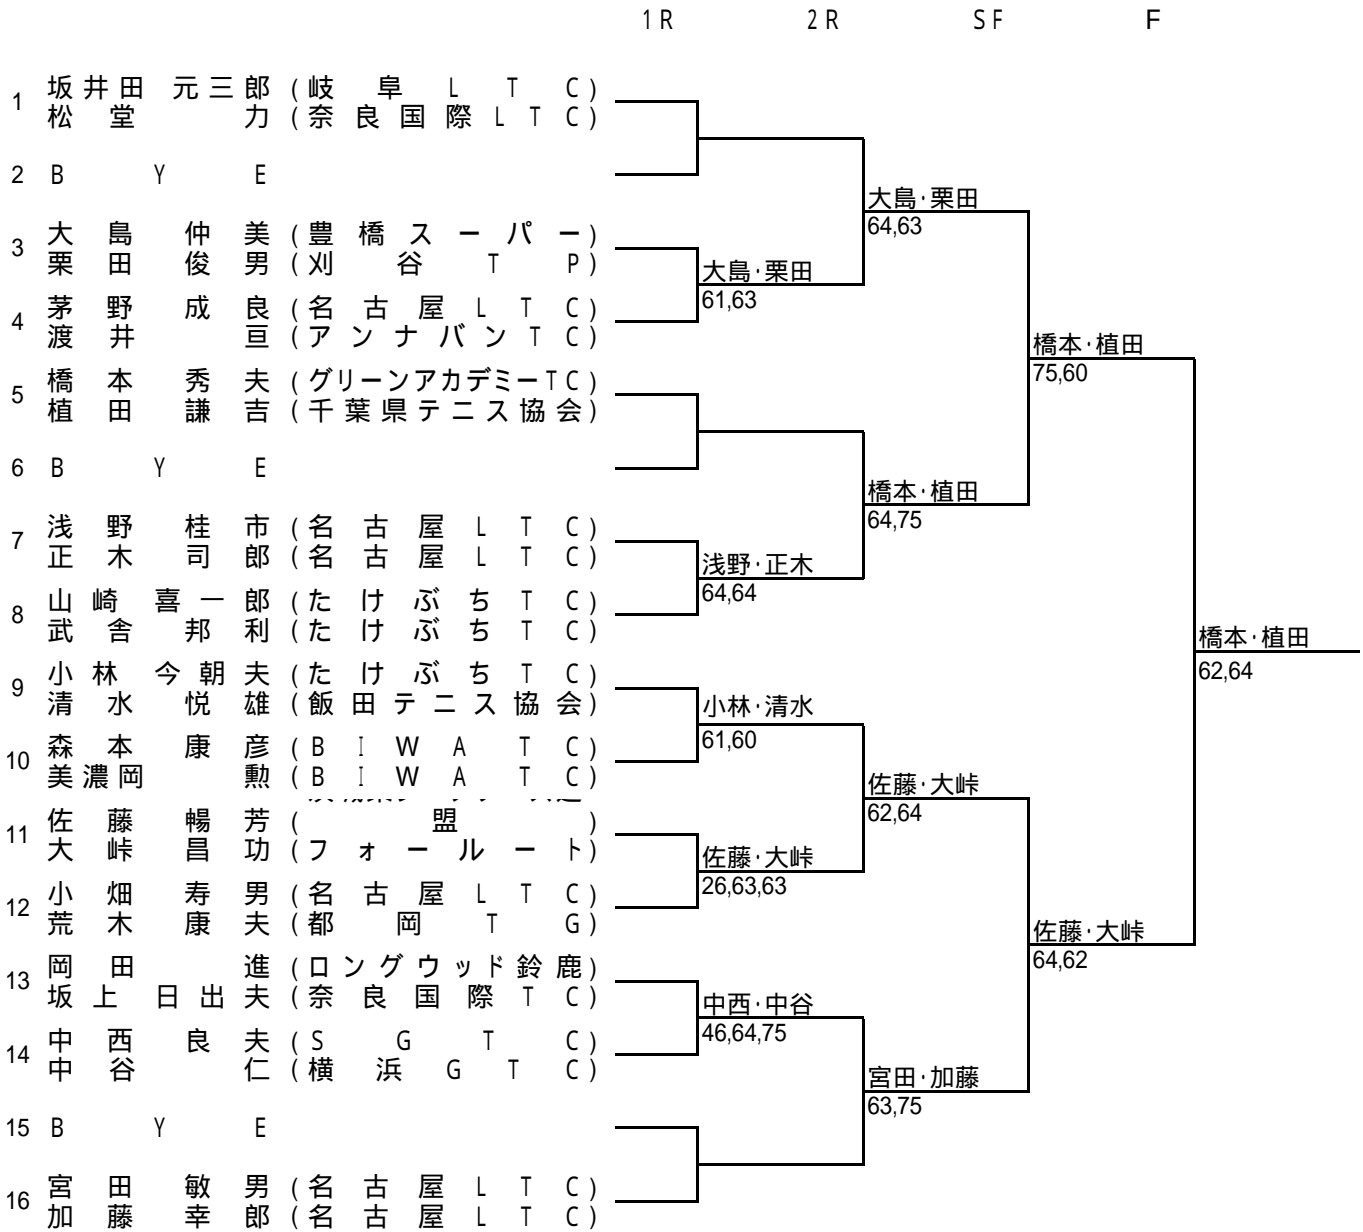 1R 2R SF F
1 坂井田 元三郎 (岐阜LTC)
松堂 力 (奈良国際LTC)
2 BYE
大島·栗田
64,63
3 大島仲美 (豊橋スーパー)
栗田俊男 (刈谷TP)
大島·栗田
61,63
4 茅野成良 (名古屋LTC)
渡井 亘 (アンナバンTC)
橋本·植田
75,60
5 橋本秀夫 (グリーンアカデミーTC)
植田謙吉 (千葉県テニス協会)
6 BYE
橋本·植田
64,75
7 浅野桂市 (名古屋LTC)
正木司郎 (名古屋LTC)
浅野·正木
64,64
8 山崎喜一郎 (たけぶちTC)
武舎邦利 (たけぶちTC)
橋本·植田
62,64
9 小林今朝夫 (たけぶちTC)
清水悦雄 (飯田テニス協会)
小林·清水
61,60
10 森本康彦 (BIWA TC)
美濃岡 勲 (BIWA TC)
佐藤·大峠
62,64
11 佐藤暢芳 (盟)
大峠昌功 (フォールート)
佐藤·大峠
26,63,63
12 小畑寿男 (名古屋LTC)
荒木康夫 (都岡TG)
佐藤·大峠
64,62
13 岡田 進 (ロングウッド鈴鹿)
坂上日出夫 (奈良国際TC)
中西·中谷
46,64,75
14 中西良夫 (SGTC)
中谷 仁 (横浜GTC)
宮田·加藤
63,75
15 BYE
16 宮田敏男 (名古屋LTC)
加藤幸郎 (名古屋LTC)